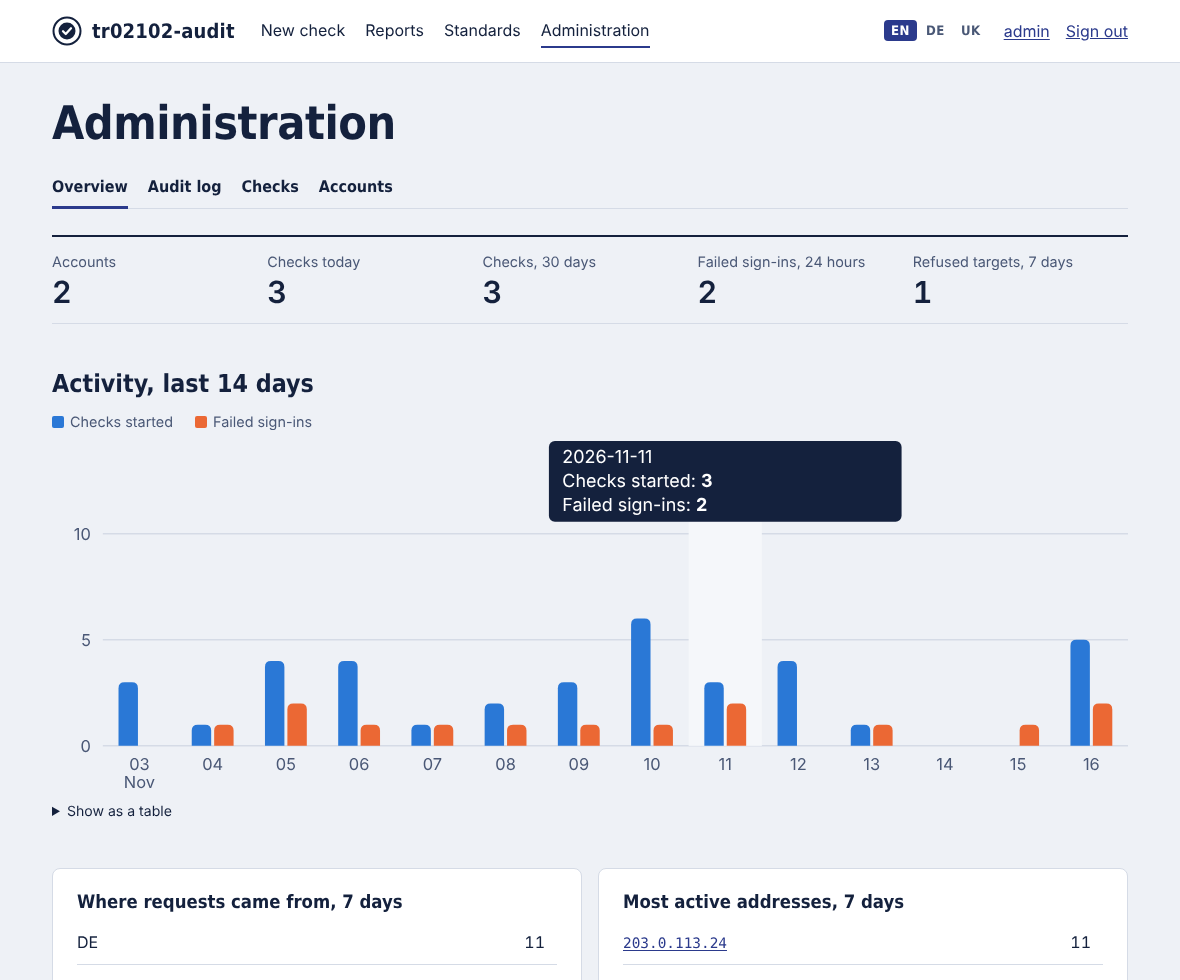 tr02102-audit New check Reports Standards Administration EN DE UK admin Sign out
Administration
Overview Audit log Checks Accounts
Accounts Checks today Checks, 30 days Failed sign-ins, 24 hours Refused targets, 7 days
2 3 3 2 1
Activity, last 14 days
Checks started Failed sign-ins
2026-11-11
Checks started: 3
Failed sign-ins: 2
10
5
0
03 04 05 06 07 08 09 10 11 12 13 14 15 16
Nov
Show as a table
Where requests came from, 7 days
DE 11
Most active addresses, 7 days
203.0.113.24 11